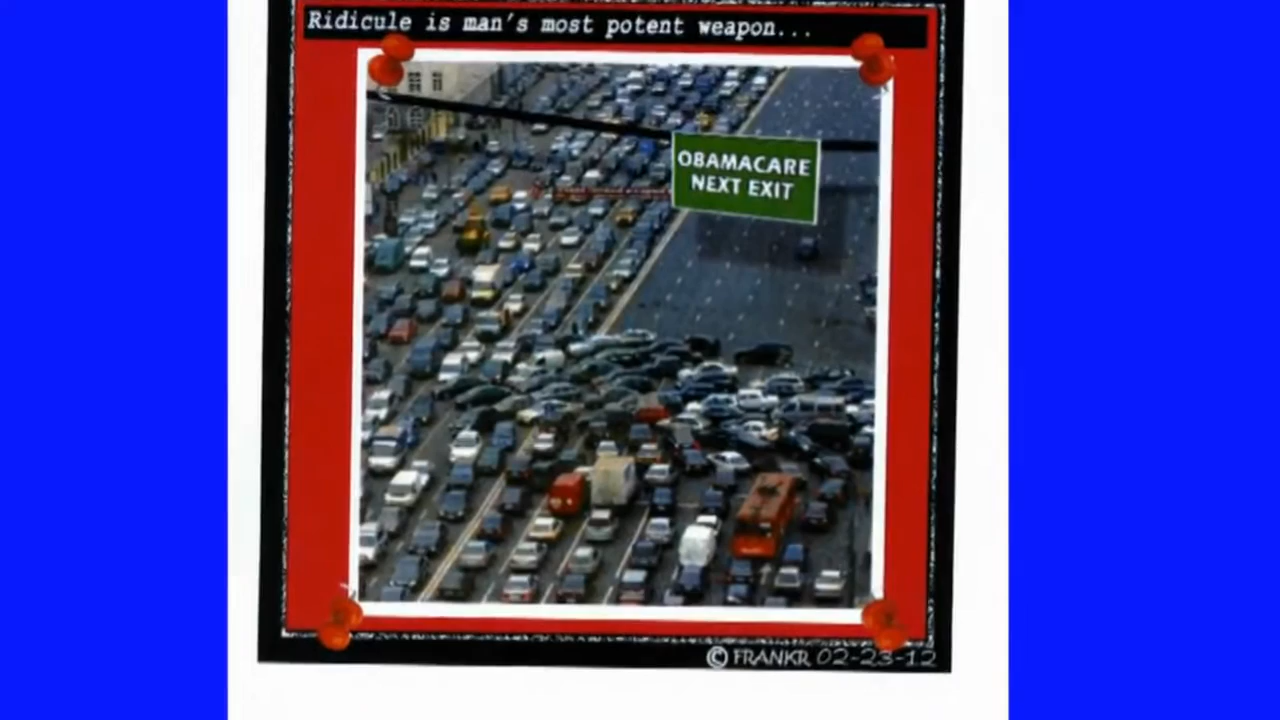 Ridicule is man's most potent weapon...
OBAMACARE
NEXT EXIT
© FRANKR 02-23-12